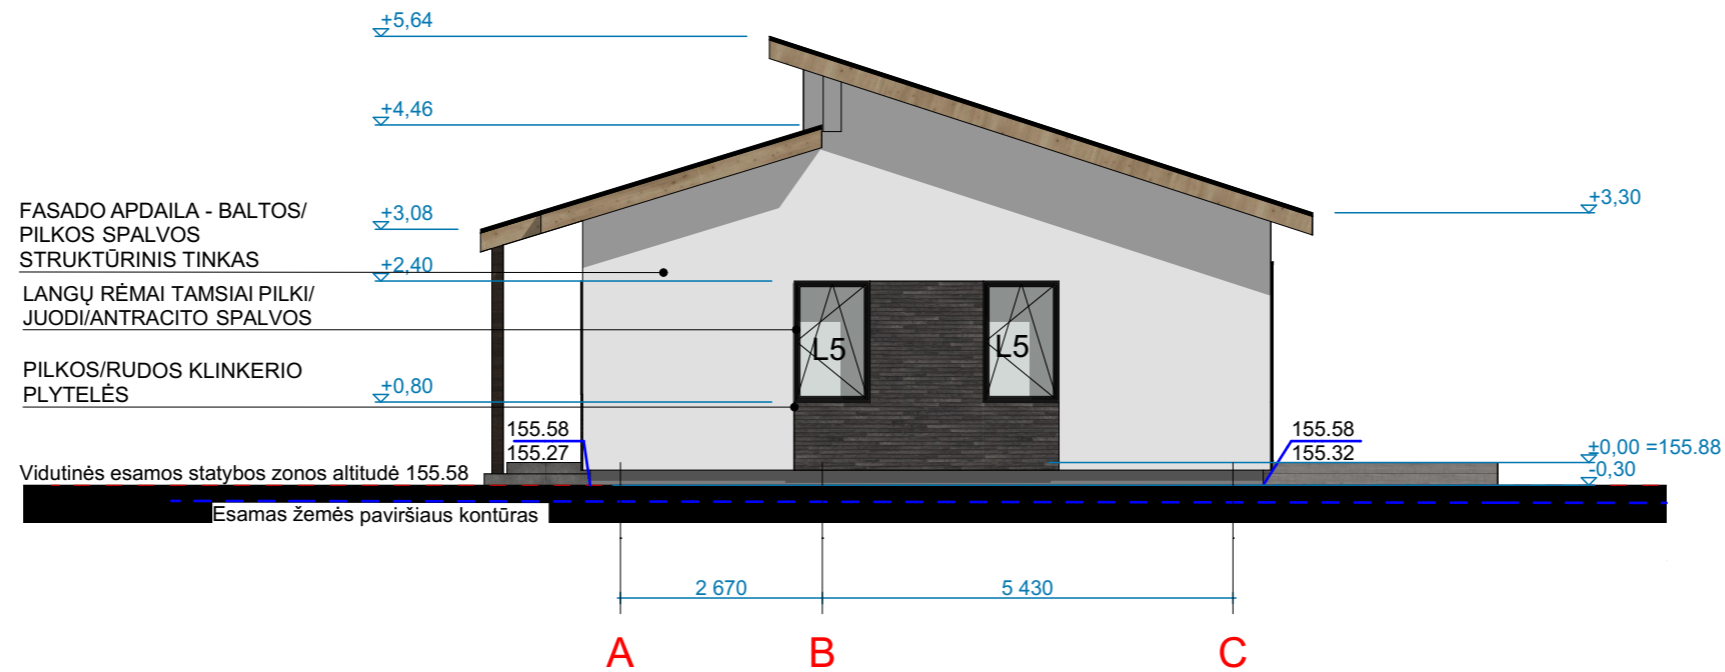 +5,64
+4,46
FASADO APDAILA - BALTOS/
PILKOS SPALVOS
STRUKTŪRINIS TINKAS
+3,08
+3,30
+2,40
LANGŲ RĖMAI TAMSIAI PILKI/
JUODI/ANTRACITO SPALVOS
L5
L5
PILKOS/RUDOS KLINKERIO
PLYTELĖS
+0,80
155.58
155.27
155.58
155.32
±0,00 =155.88
-0,30
Vidutinės esamos statybos zonos altitudė 155.58
Esamas žemės paviršiaus kontūras
2 670
5 430
A
B
C